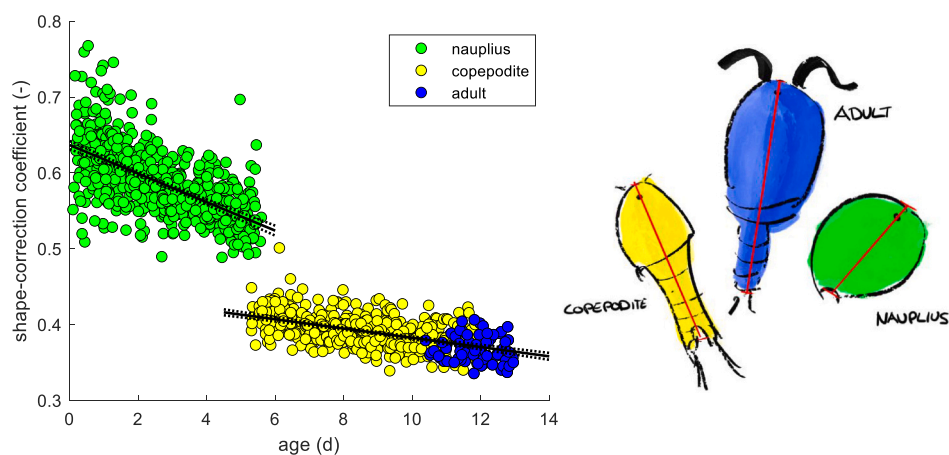 0.8
0.7
0.6
0.5
0.4
0.3
shape-correction coefficient (-)
0 2 4 6 8 10 12 14
age (d)
nauplius
copepodite
adult
ADULT
COPEPODITE
NAUPLIUS